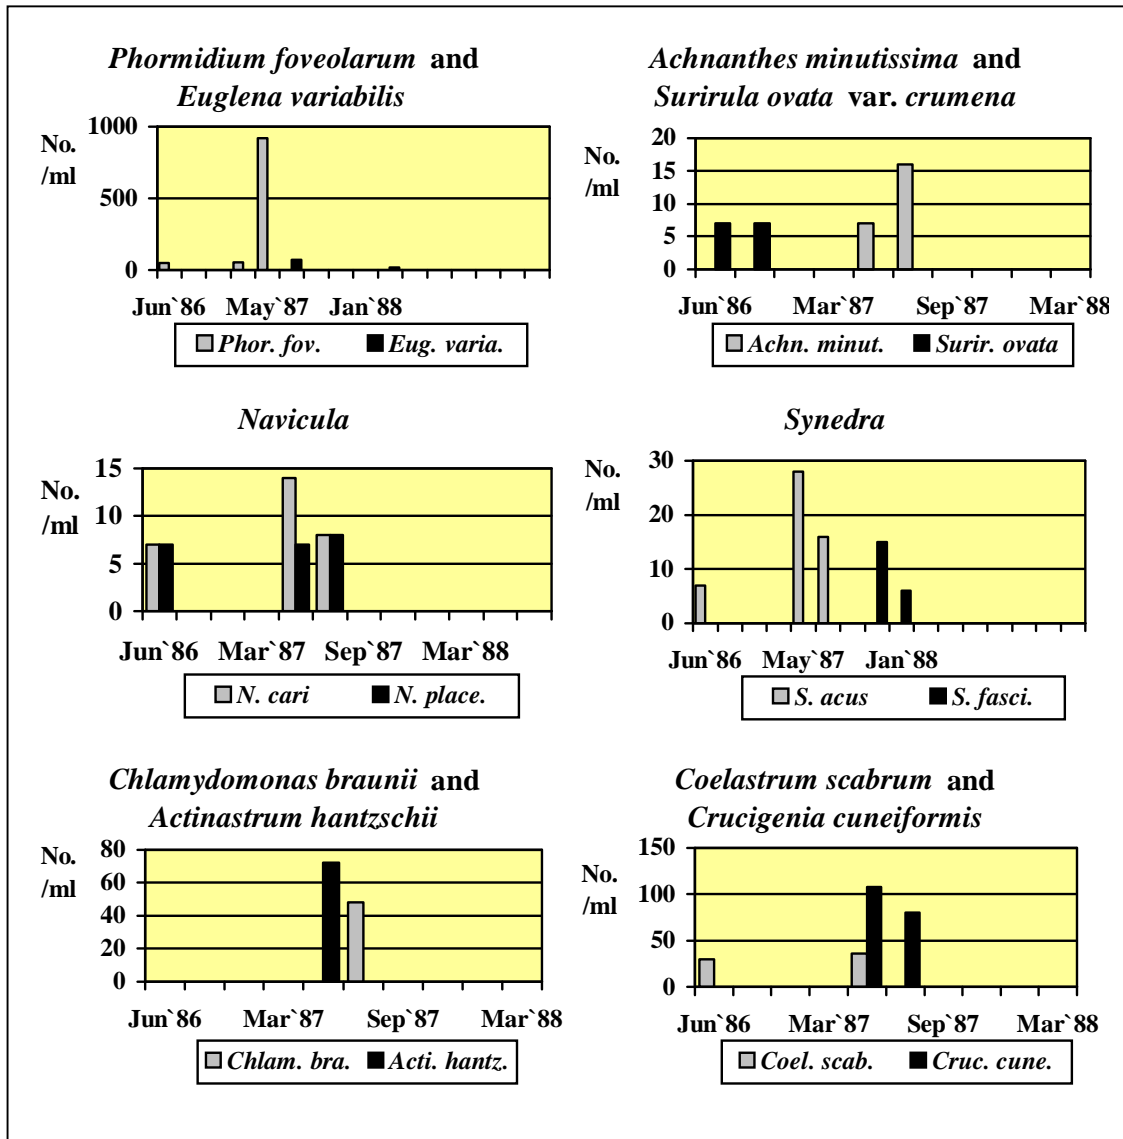 Phormidium foveolarum and
Euglena variabilis
No.
/ml
1000
500
0
Jun`86 May`87 Jan`88
Phor. fov. Eug. varia.
Achnanthes minutissima and
Surirula ovata var. crumena
No.
/ml
20
15
10
5
0
Jun`86 Mar`87 Sep`87 Mar`88
Achn. minut. Surir. ovata
Navicula
No.
/ml
15
10
5
0
Jun`86 Mar`87 Sep`87 Mar`88
N. cari N. place.
Synedra
No.
/ml
30
20
10
0
Jun`86 May`87 Jan`88
S. acus S. fasci.
Chlamydomonas braunii and
Actinastrum hantzschii
No.
/ml
80
60
40
20
0
Jun`86 Mar`87 Sep`87 Mar`88
Chlam. bra. Acti. hantz.
Coelastrum scabrum and
Crucigenia cuneiformis
No.
/ml
150
100
50
0
Jun`86 Mar`87 Sep`87 Mar`88
Coel. scab. Cruc. cune.